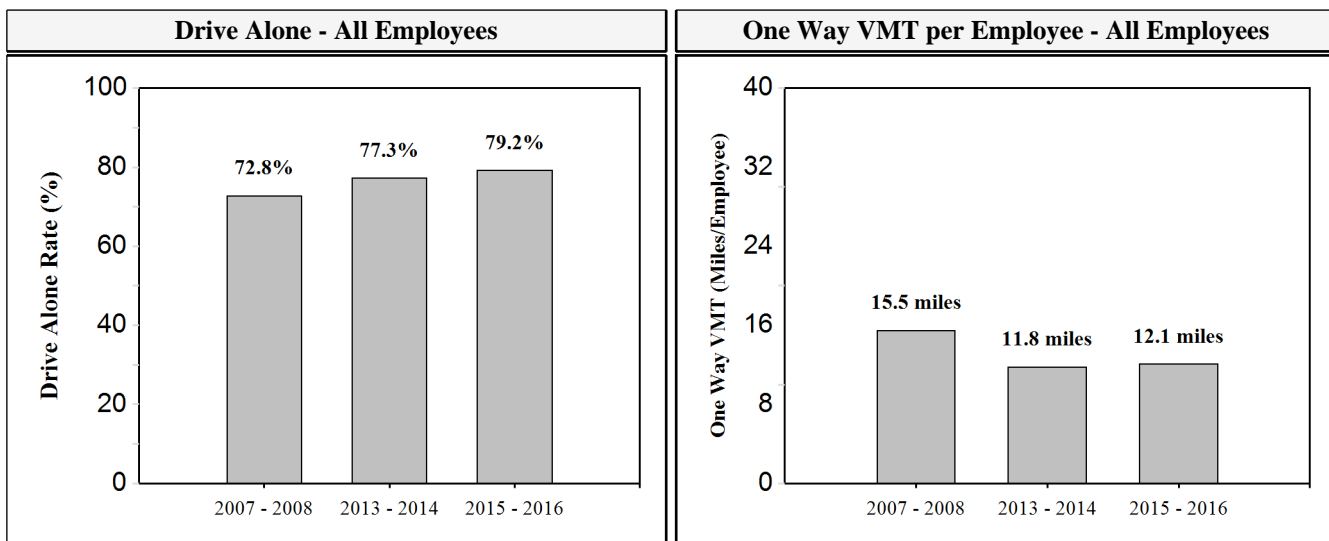 Drive Alone - All Employees
100
80
60
40
20
0
Drive Alone Rate (%)
72.8%
77.3%
79.2%
2007 - 2008
2013 - 2014
2015 - 2016
One Way VMT per Employee - All Employees
40
32
24
16
8
0
One Way VMT (Miles/Employee)
15.5 miles
11.8 miles
12.1 miles
2007 - 2008
2013 - 2014
2015 - 2016